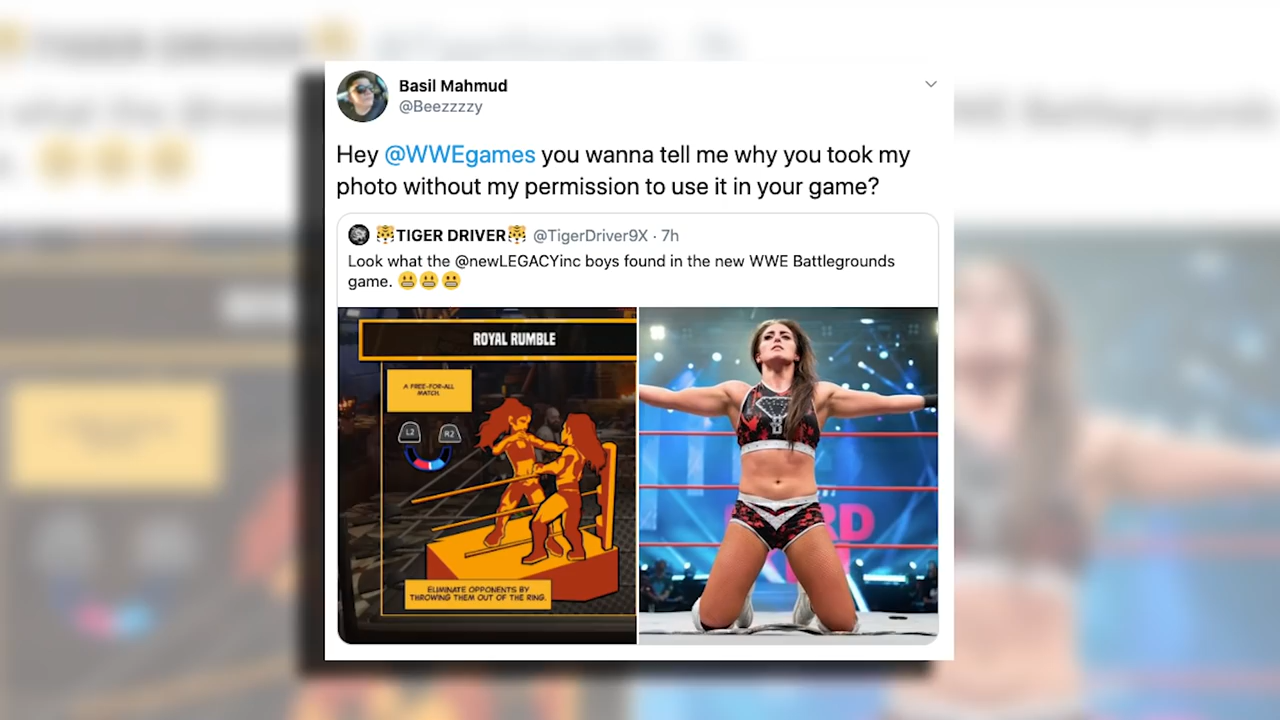 Basil Mahmud
@Beezzzzy
Hey @WWEgames you wanna tell me why you took my
photo without my permission to use it in your game?
🐯TIGER DRIVER🐯 @TigerDriver9X · 7h
Look what the @newLEGACYinc boys found in the new WWE Battlegrounds
game. 😬😬😬
ROYAL RUMBLE
A FREE-FOR-ALL
MATCH.
L2 R2
ELIMINATE OPPONENTS BY
THROWING THEM OUT OF THE RING.